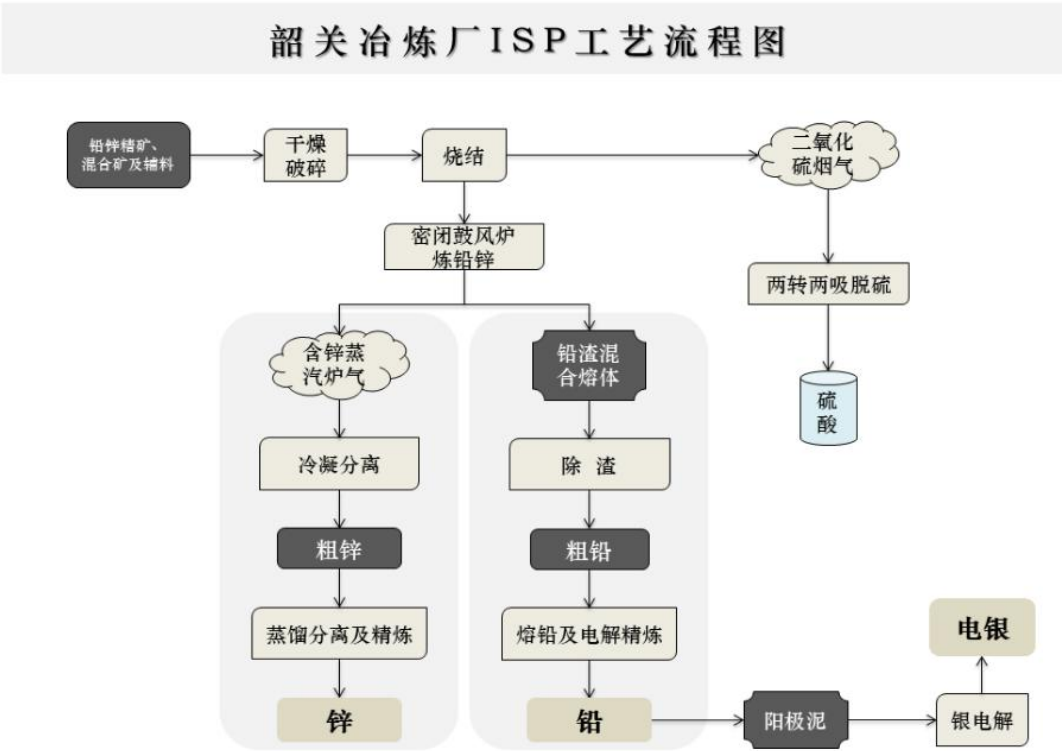 韶关冶炼厂ISP工艺流程图
铅锌精矿、
混合矿及辅料
干燥
破碎
烧结
二氧化
硫烟气
密闭鼓风炉
炼铅锌
两转两吸脱硫
硫
酸
含锌蒸
汽炉气
铅渣混
合熔体
冷凝分离
除 渣
粗锌
粗铅
蒸馏分离及精炼
熔铅及电解精炼
锌
铅
阳极泥
银电解
电银